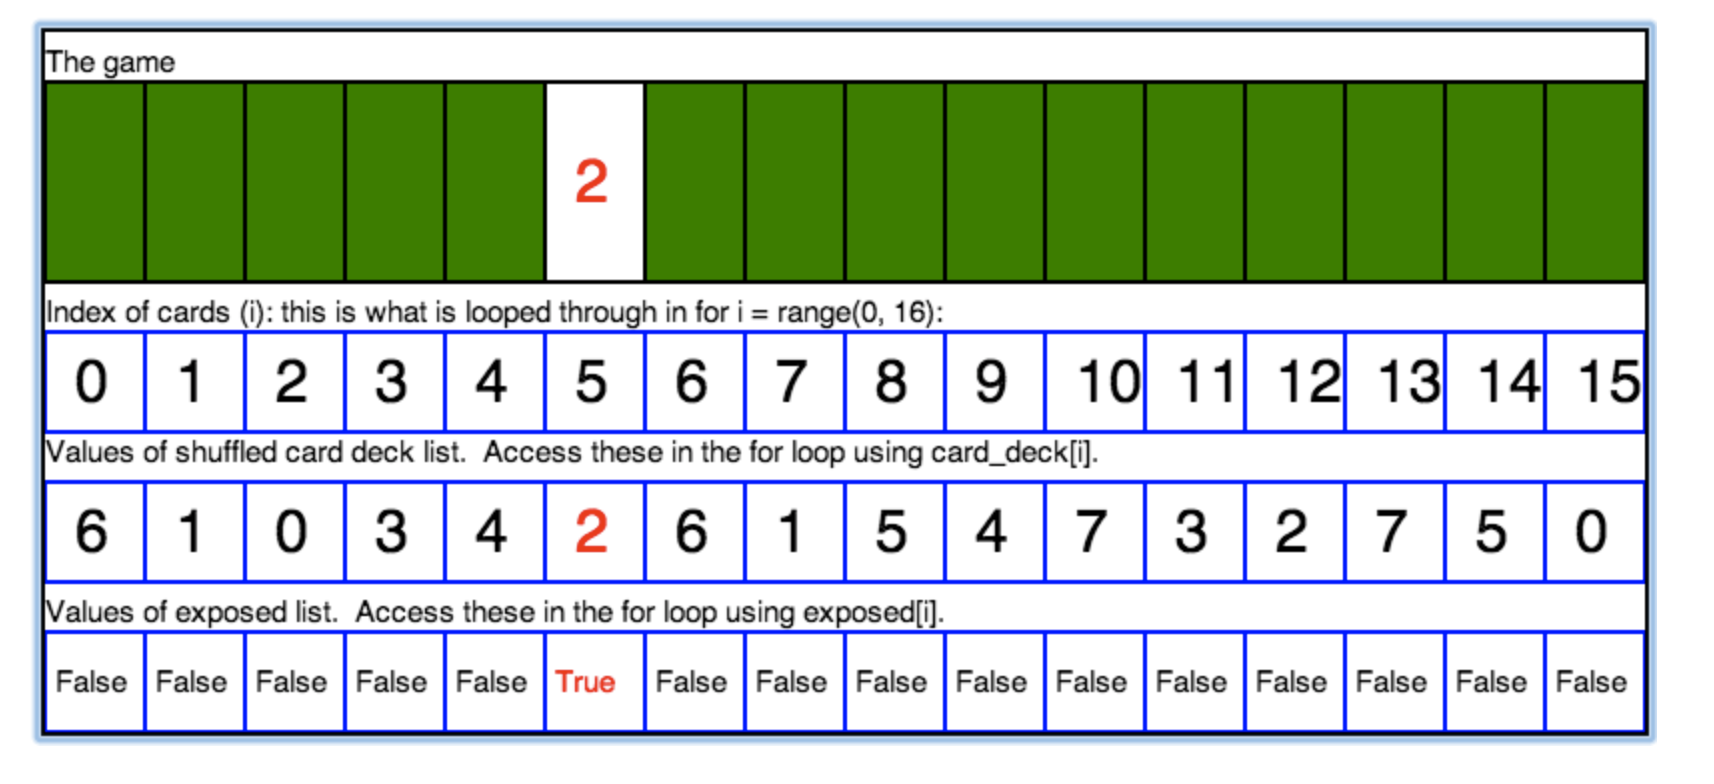 The game
2
Index of cards (i): this is what is looped through in for i = range(0, 16):
0 1 2 3 4 5 6 7 8 9 10 11 12 13 14 15
Values of shuffled card deck list.  Access these in the for loop using card_deck[i].
6 1 0 3 4 2 6 1 5 4 7 3 2 7 5 0
Values of exposed list.  Access these in the for loop using exposed[i].
False False False False False True False False False False False False False False False False